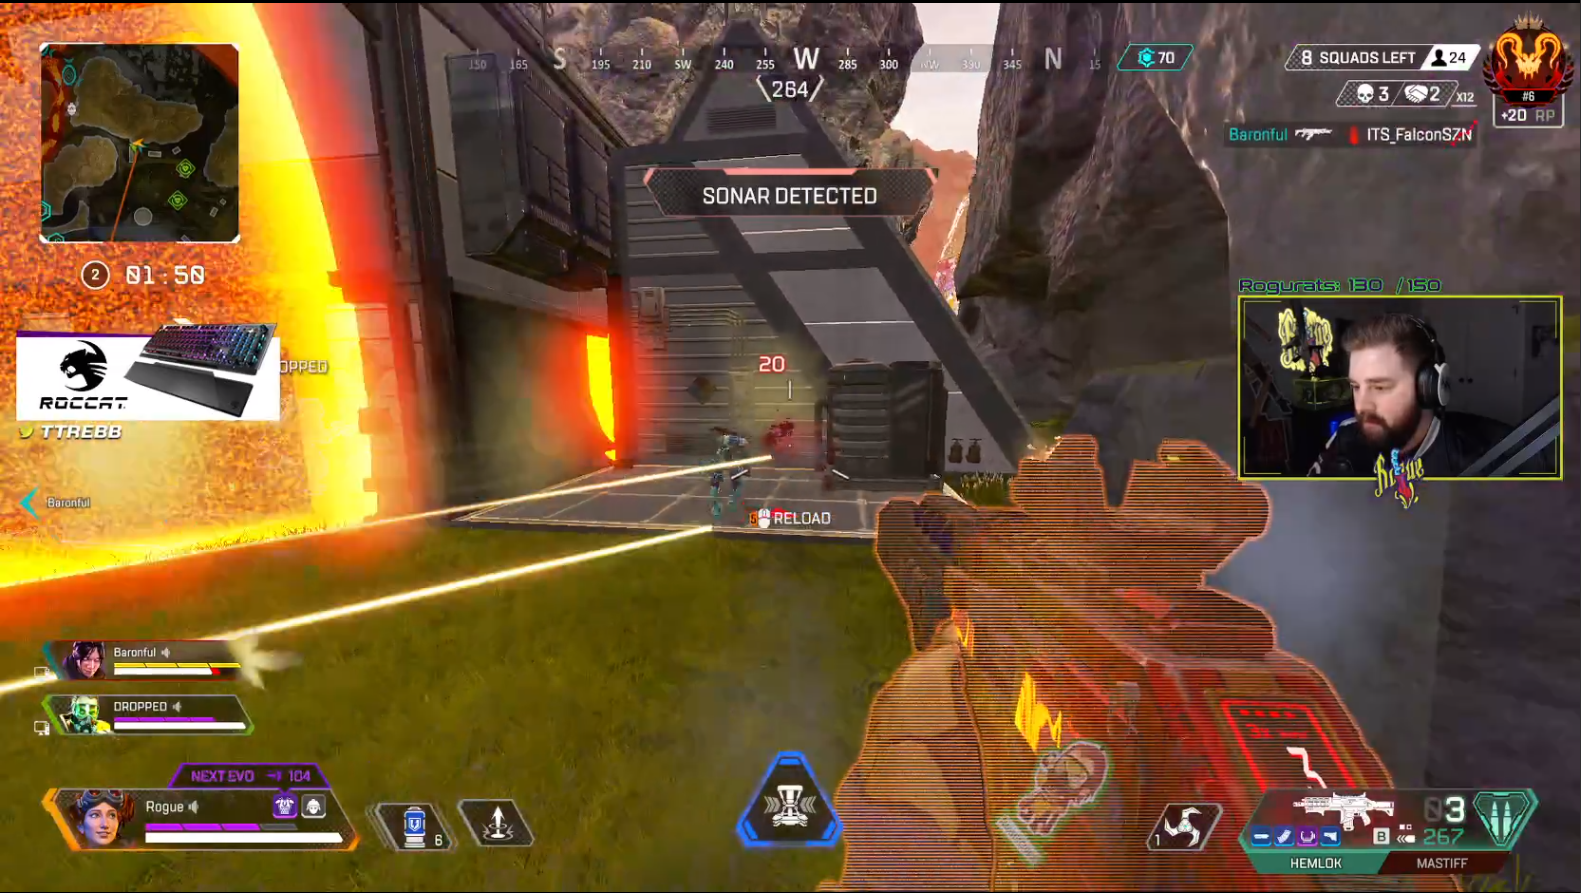 150 165 S 195 210 SW 240 255 W 285 300 NW 330 345 N 15
264
70
8 SQUADS LEFT 24
3 2 X12
#6
+20 RP
Baronful ITS_FalconSZN
SONAR DETECTED
2 01:50
Rogurats: 130 /150
OPPED
ROCCAT
TTREBB
20
Baronful
RELOAD
Baronful
DROPPED
NEXT EVO 104
Rogue
6
1
03
B 267
HEMLOK MASTIFF